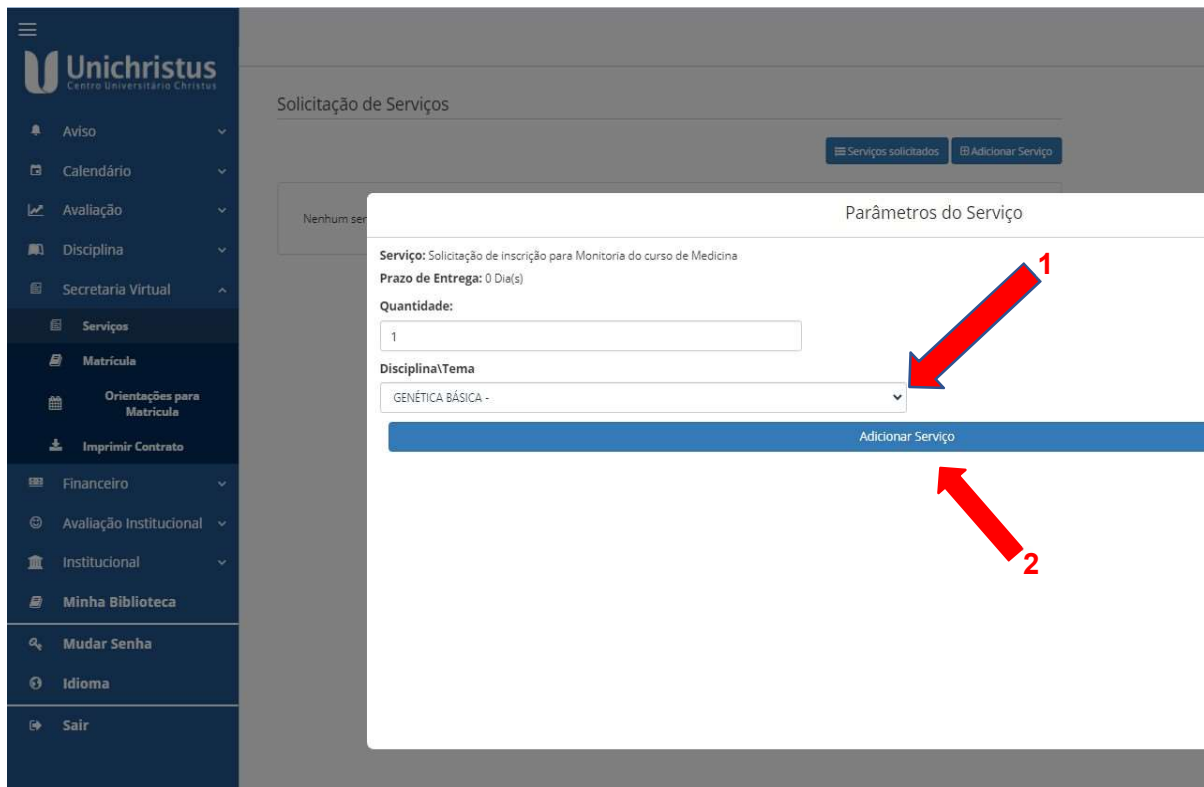 Unichristus
Centro Universitário Christus
Aviso
Calendário
Avaliação
Disciplina
Secretaria Virtual
Serviços
Matrícula
Orientações para
Matricula
Imprimir Contrato
Financeiro
Avaliação Institucional
Institucional
Minha Biblioteca
Mudar Senha
Idioma
Sair
Solicitação de Serviços
Serviços solicitados
Adicionar Serviço
Nenhum ser
Parâmetros do Serviço
Serviço: Solicitação de inscrição para Monitoria do curso de Medicina
Prazo de Entrega: 0 Dia(s)
Quantidade:
1
Disciplina\Tema
GENÉTICA BÁSICA -
Adicionar Serviço
1
2